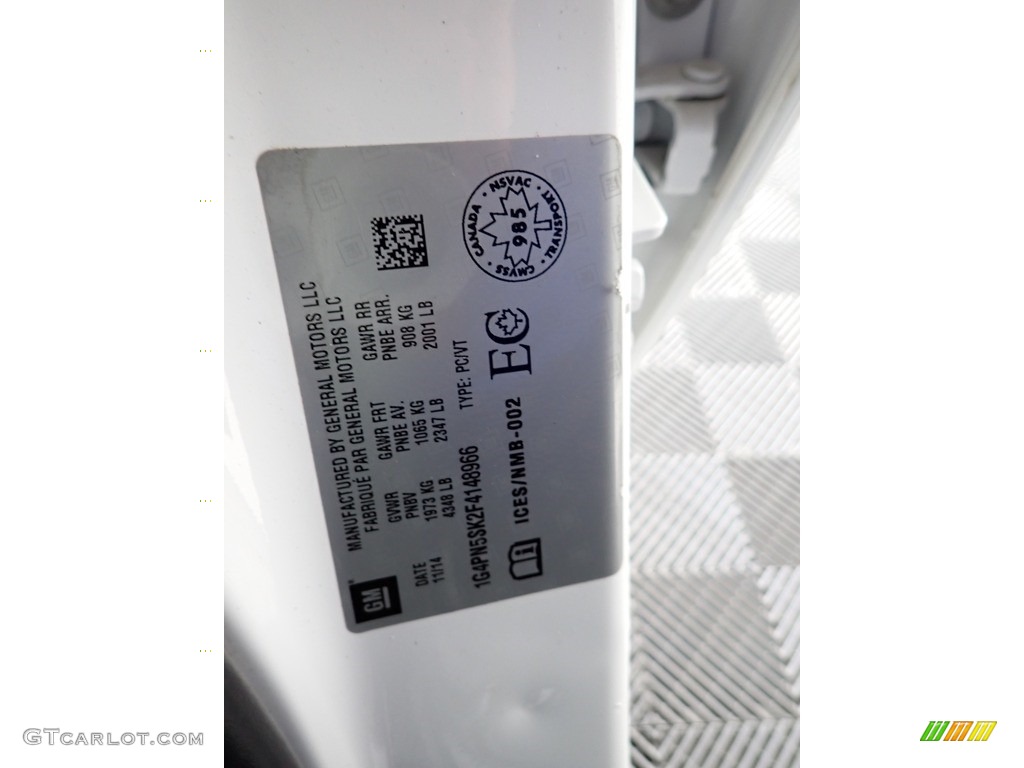 MANUFACTURED BY GENERAL MOTORS LLC
FABRIQUÉ PAR GENERAL MOTORS LLC
GM
DATE GVWR GAWR FRT GAWR RR
11/14 PNBV PNBE AV. PNBE ARR.
1973 KG 1065 KG 908 KG
4348 LB 2347 LB 2001 LB
1G4PN5SK2F4148966 TYPE: PC/VT
ICES/NMB-002 EC
CANADA · NSVAC · TRANSPORT · CMVSS ·
985
GTCARLOT.COM